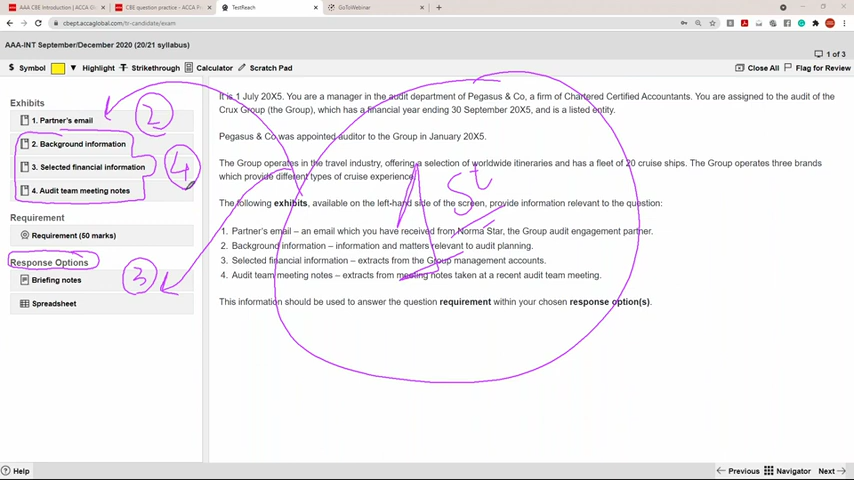 AAA CBE Introduction | ACCA G
CBE question practice - ACCA P
TestReach
GoToWebinar
cbept.accaglobal.com/tr-candidate/exam
AAA-INT September/December 2020 (20/21 syllabus)
1 of 3
Symbol
Highlight
Strikethrough
Calculator
Scratch Pad
Close All
Flag for Review
Exhibits
1. Partner's email
2. Background information
3. Selected financial information
4. Audit team meeting notes
Requirement
Requirement (50 marks)
Response Options
Briefing notes
Spreadsheet
2
4
3
1st
It is 1 July 20X5. You are a manager in the audit department of Pegasus & Co, a firm of Chartered Certified Accountants. You are assigned to the audit of the
Crux Group (the Group), which has a financial year ending 30 September 20X5, and is a listed entity.
Pegasus & Co was appointed auditor to the Group in January 20X5.
The Group operates in the travel industry, offering a selection of worldwide itineraries and has a fleet of 20 cruise ships. The Group operates three brands
which provide different types of cruise experience.
The following exhibits, available on the left-hand side of the screen, provide information relevant to the question:
1. Partner's email – an email which you have received from Norma Star, the Group audit engagement partner.
2. Background information – information and matters relevant to audit planning.
3. Selected financial information – extracts from the Group management accounts.
4. Audit team meeting notes – extracts from meeting notes taken at a recent audit team meeting.
This information should be used to answer the question requirement within your chosen response option(s).
Help
Previous
Navigator
Next